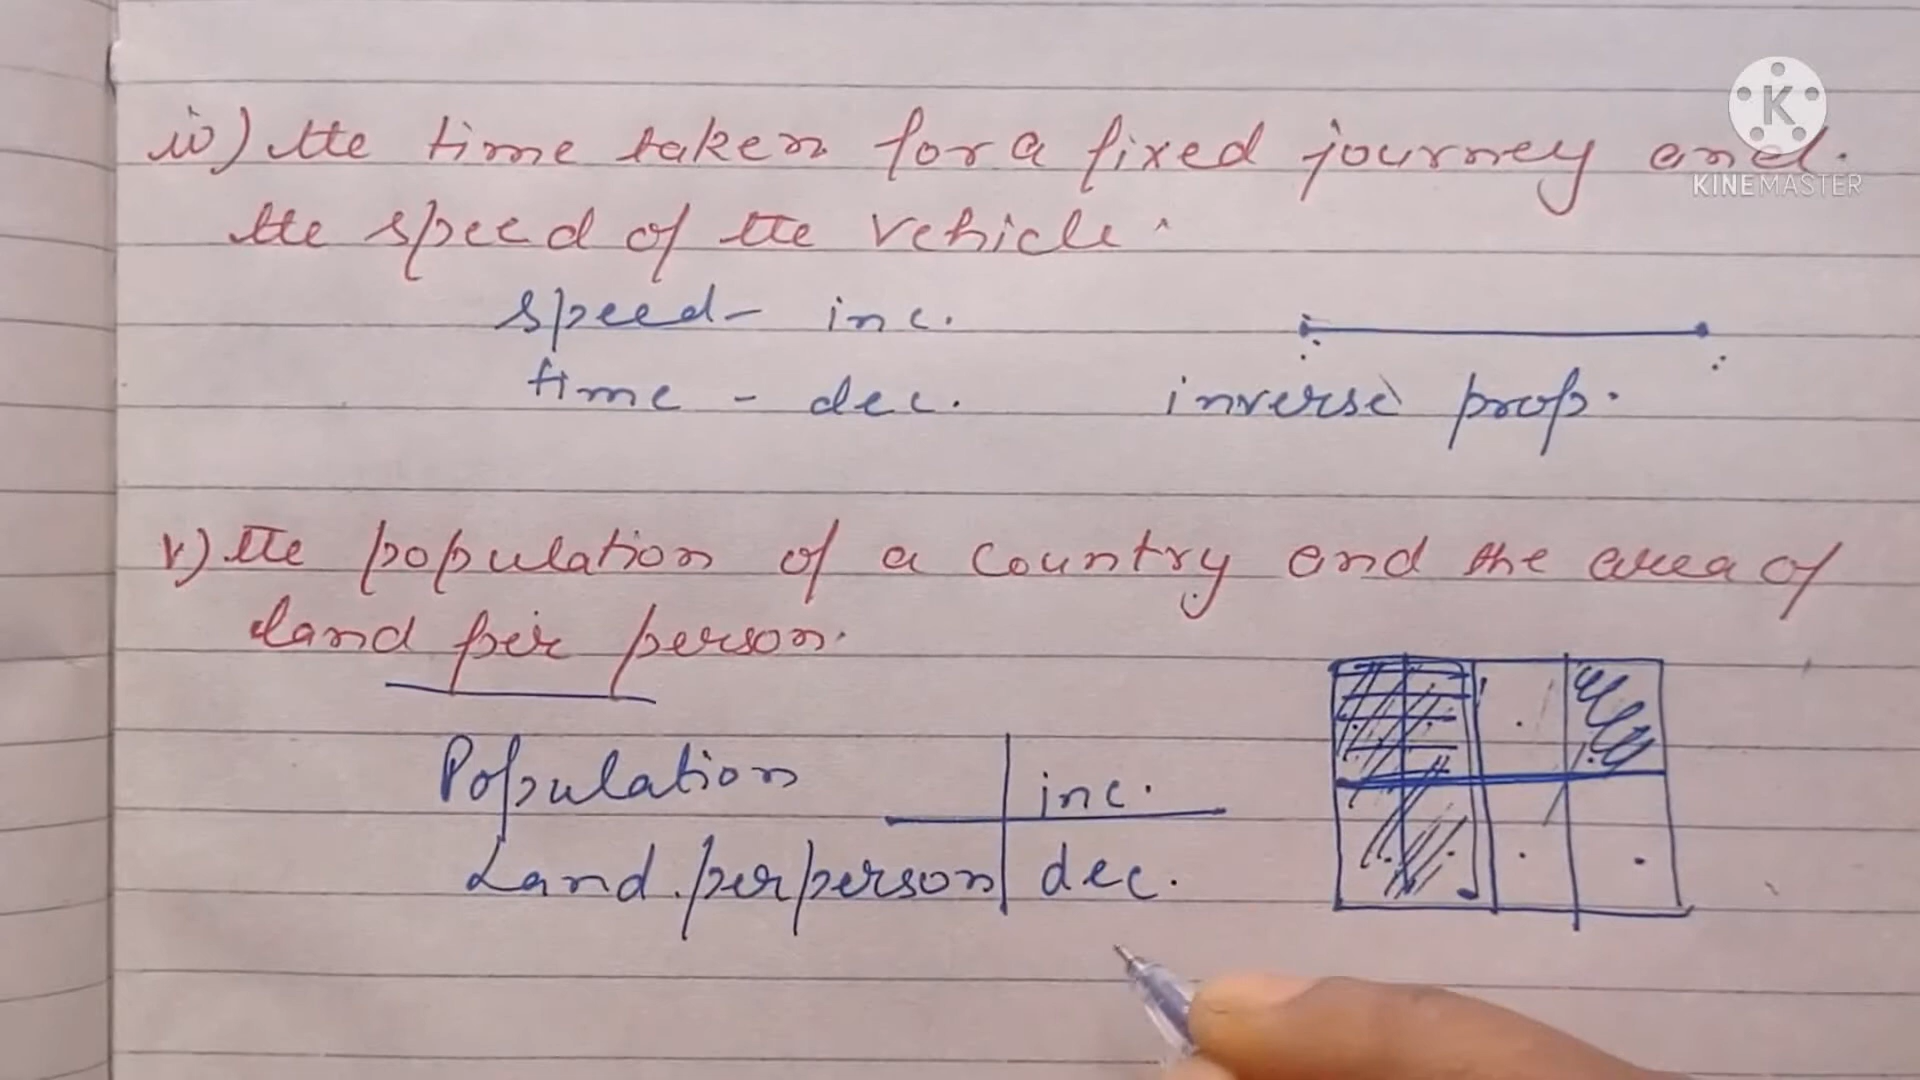 iv) the time taken for a fixed journey and
the speed of the vehicle.
speed - inc.
time - dec. inverse prop.
v) the population of a country and the area of
land per person.
Population inc.
Land per person dec.
K
KINEMASTER